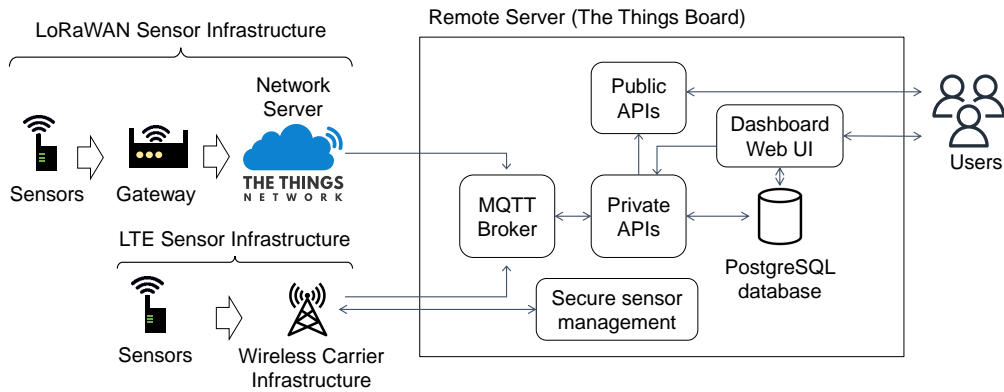 Remote Server (The Things Board)
LoRaWAN Sensor Infrastructure
Network
Server
Public
APIs
Dashboard
Web UI
Users
Sensors
Gateway
THE THINGS
NETWORK
MQTT
Broker
Private
APIs
PostgreSQL
database
LTE Sensor Infrastructure
Secure sensor
management
Sensors
Wireless Carrier
Infrastructure